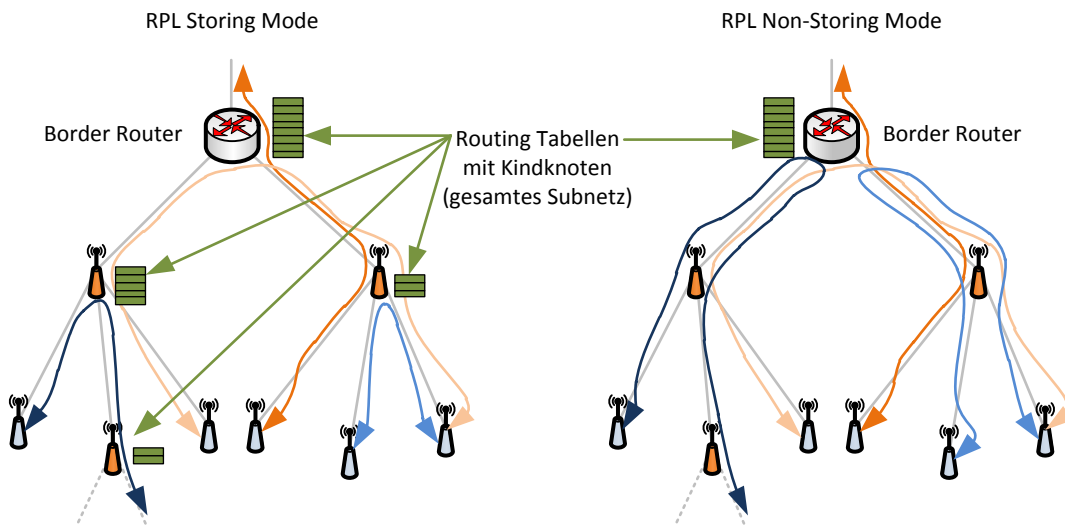 RPL Storing Mode
RPL Non-Storing Mode
Border Router
Routing Tabellen
mit Kindknoten
(gesamtes Subnetz)
Border Router